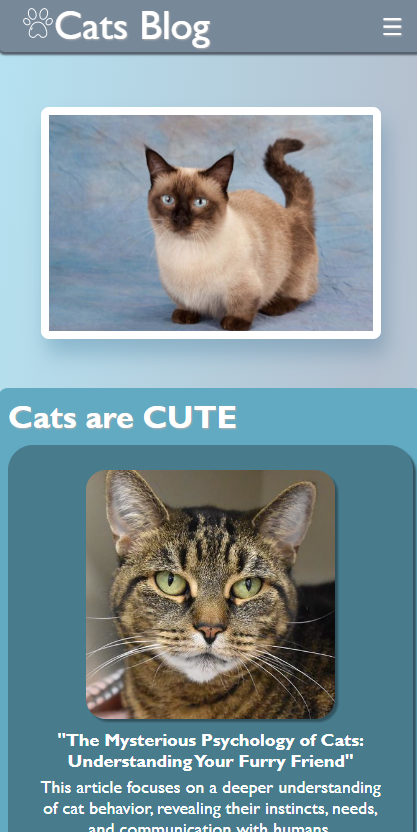 Cats Blog
Cats are CUTE
"The Mysterious Psychology of Cats:
Understanding Your Furry Friend"
This article focuses on a deeper understanding
of cat behavior, revealing their instincts, needs,
and communication with humans.